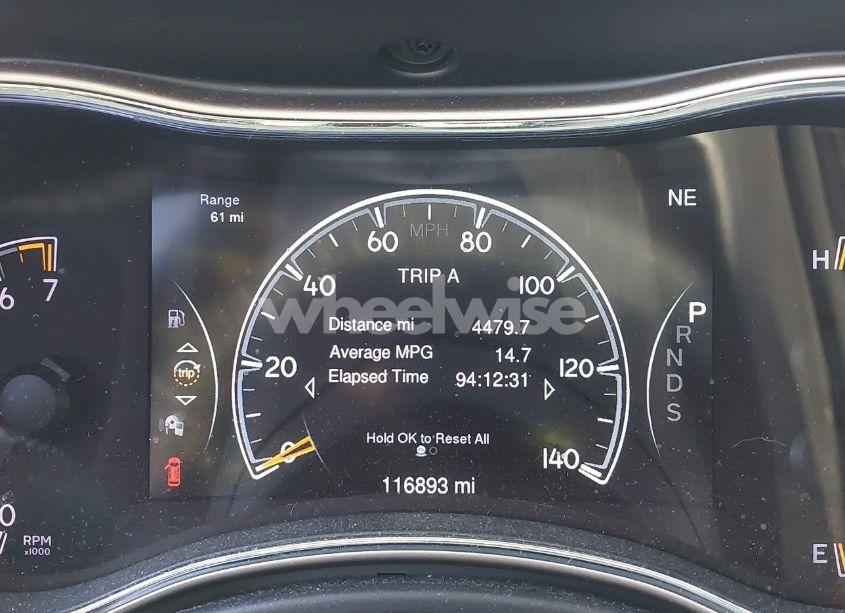 Range
61 mi
NE
MPH
0
20
40
60
80
100
120
140
TRIP A
Distance mi 4479.7
Average MPG 14.7
Elapsed Time 94:12:31
Hold OK to Reset All
116893 mi
trip
P
R
N
D
S
6
7
0
RPM
x1000
H
E
wheelwise